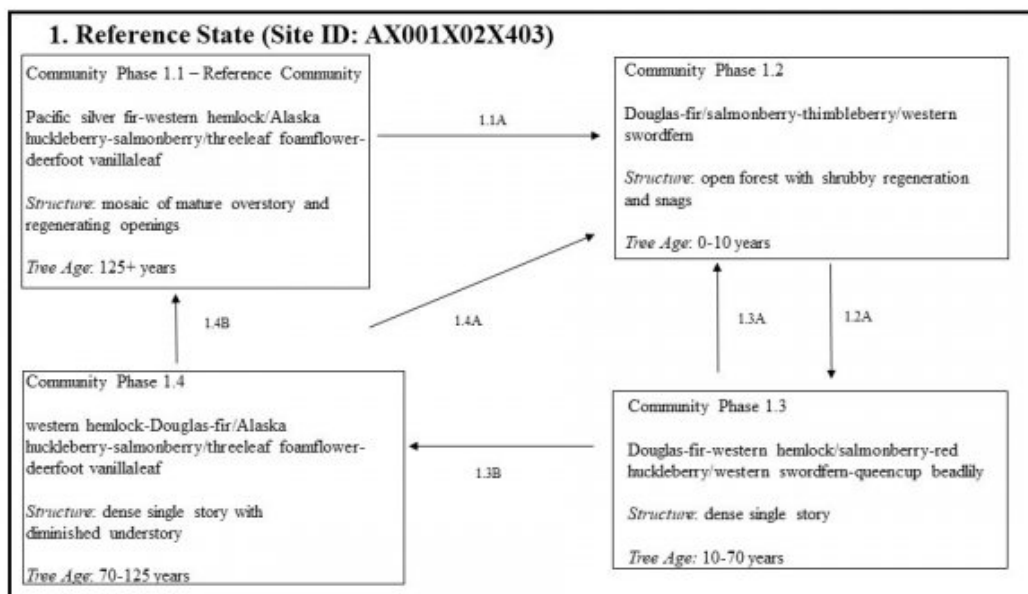 1. Reference State (Site ID: AX001X02X403)
Community Phase 1.1 – Reference Community
Pacific silver fir-western hemlock/Alaska
huckleberry-salmonberry/threeleaf foamflower-
deerfoot vanillaleaf
Structure: mosaic of mature overstory and
regenerating openings
Tree Age: 125+ years
1.1A
Community Phase 1.2
Douglas-fir/salmonberry-thimbleberry/western
swordfern
Structure: open forest with shrubby regeneration
and snags
Tree Age: 0-10 years
1.4B
1.4A
1.3A
1.2A
Community Phase 1.4
western hemlock-Douglas-fir/Alaska
huckleberry-salmonberry/threeleaf foamflower-
deerfoot vanillaleaf
Structure: dense single story with
diminished understory
Tree Age: 70-125 years
1.3B
Community Phase 1.3
Douglas-fir-western hemlock/salmonberry-red
huckleberry/western swordfern-queencup beadlily
Structure: dense single story
Tree Age: 10-70 years